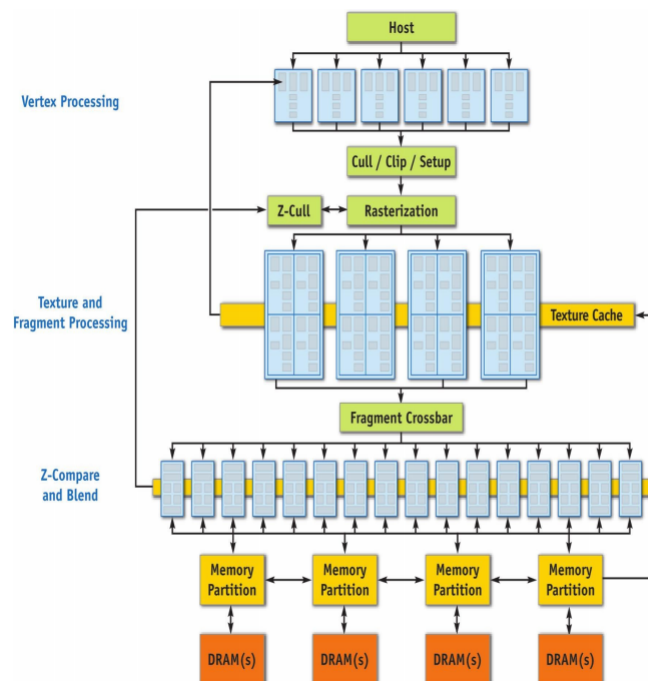 Host
Vertex Processing
Cull / Clip / Setup
Z-Cull
Rasterization
Texture and
Fragment Processing
Texture Cache
Fragment Crossbar
Z-Compare
and Blend
Memory
Partition
Memory
Partition
Memory
Partition
Memory
Partition
DRAM(s)
DRAM(s)
DRAM(s)
DRAM(s)